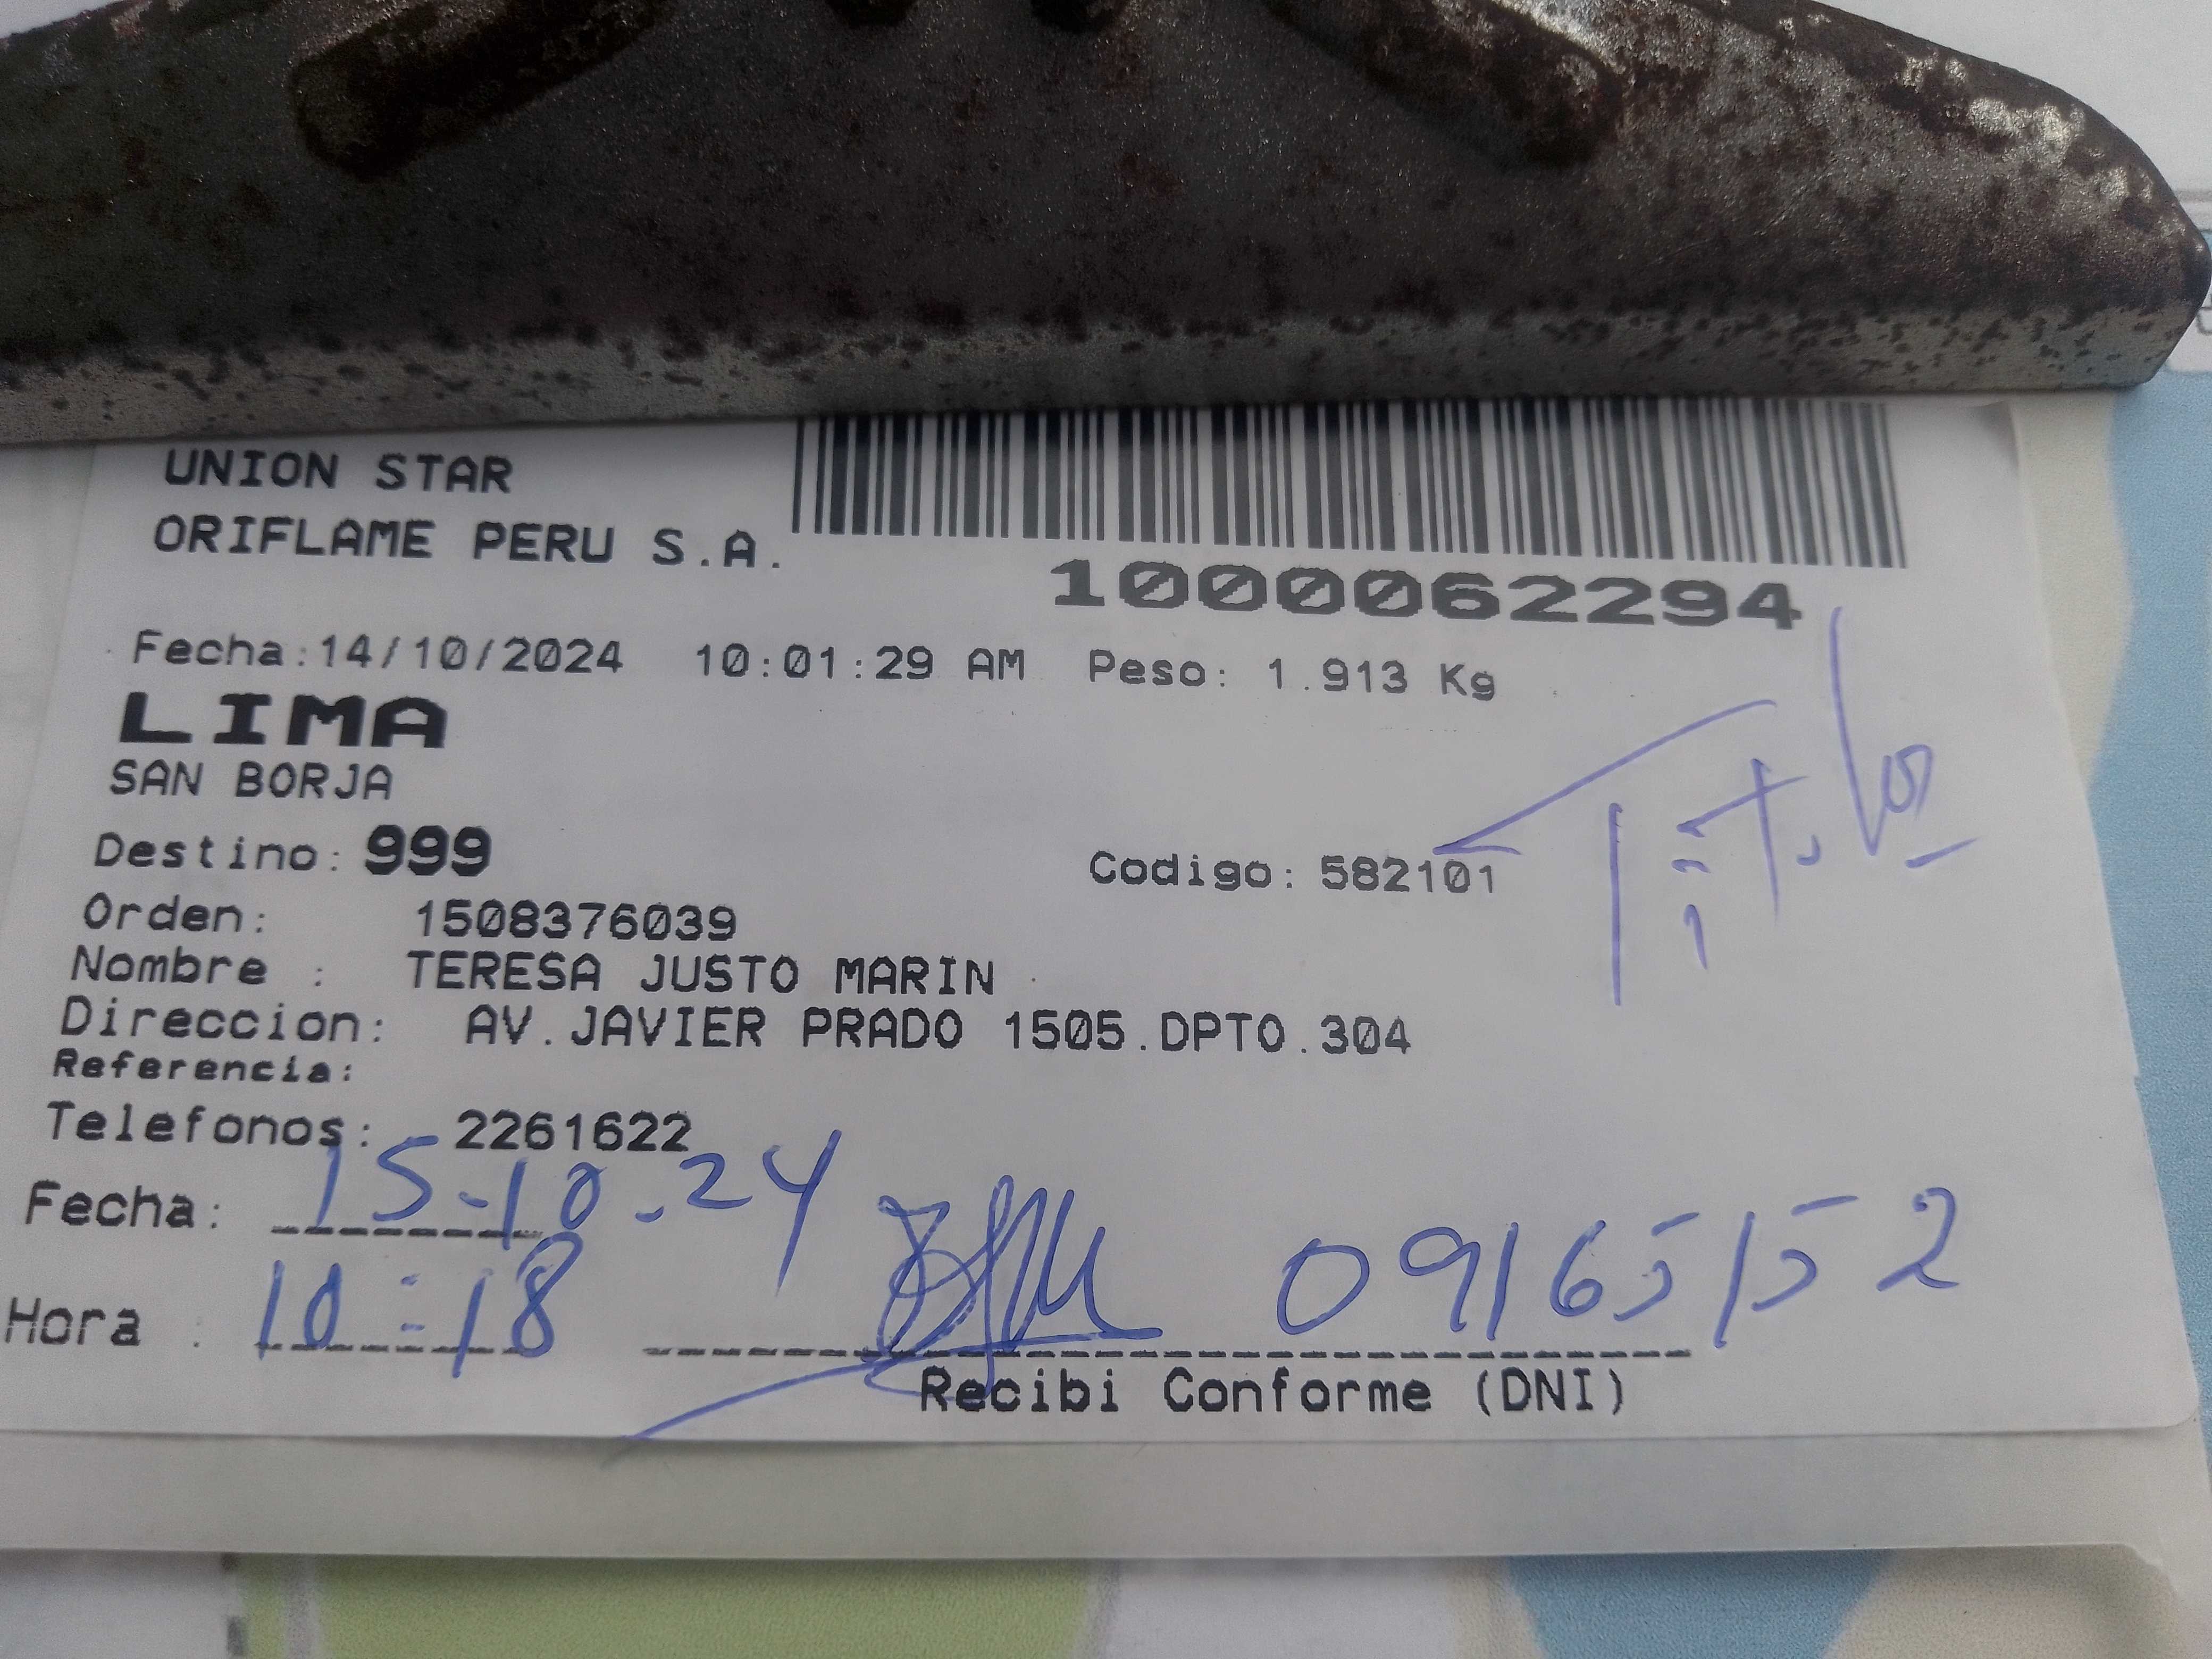 UNION STAR
ORIFLAME PERU S.A.
1000062294
Fecha:14/10/2024 10:01:29 AM Peso: 1.913 Kg
LIMA
SAN BORJA
Destino: 999
Codigo: 582101
Orden: 1508376039
Nombre : TERESA JUSTO MARIN
Direccion: AV.JAVIER PRADO 1505.DPTO.304
Referencia:
Telefonos: 2261622
Fecha: 15-10-24
Hora : 10:18
09165152
Recibi Conforme (DNI)